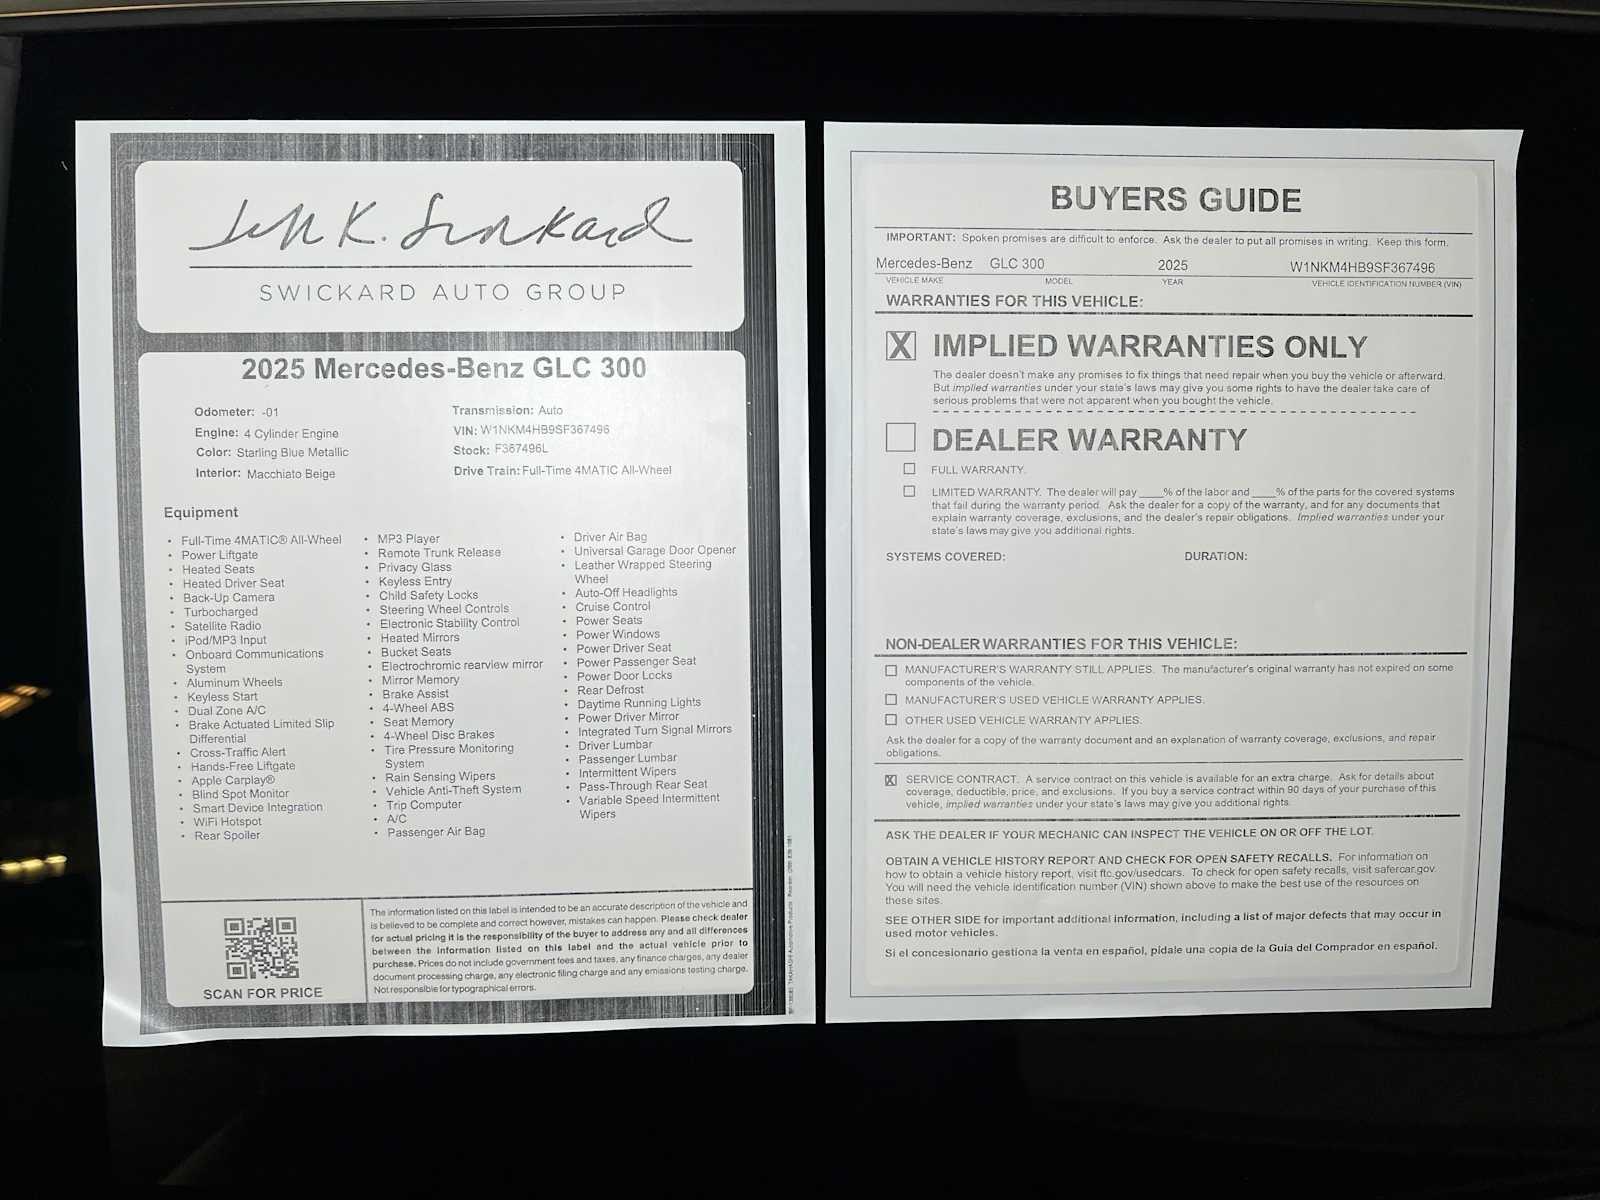 Jeff K. Swickard
SWICKARD AUTO GROUP
2025 Mercedes-Benz GLC 300
Odometer: -01
Engine: 4 Cylinder Engine
Color: Starling Blue Metallic
Interior: Macchiato Beige
Transmission: Auto
VIN: W1NKM4HB9SF367496
Stock: F367496L
Drive Train: Full-Time 4MATIC All-Wheel
Equipment
• Full-Time 4MATIC® All-Wheel
• Power Liftgate
• Heated Seats
• Heated Driver Seat
• Back-Up Camera
• Turbocharged
• Satellite Radio
• iPod/MP3 Input
• Onboard Communications
System
• Aluminum Wheels
• Keyless Start
• Dual Zone A/C
• Brake Actuated Limited Slip
Differential
• Cross-Traffic Alert
• Hands-Free Liftgate
• Apple Carplay®
• Blind Spot Monitor
• Smart Device Integration
• WiFi Hotspot
• Rear Spoiler
• MP3 Player
• Remote Trunk Release
• Privacy Glass
• Keyless Entry
• Child Safety Locks
• Steering Wheel Controls
• Electronic Stability Control
• Heated Mirrors
• Bucket Seats
• Electrochromic rearview mirror
• Mirror Memory
• Brake Assist
• 4-Wheel ABS
• Seat Memory
• 4-Wheel Disc Brakes
• Tire Pressure Monitoring
System
• Rain Sensing Wipers
• Vehicle Anti-Theft System
• Trip Computer
• A/C
• Passenger Air Bag
• Driver Air Bag
• Universal Garage Door Opener
• Leather Wrapped Steering
Wheel
• Auto-Off Headlights
• Cruise Control
• Power Seats
• Power Windows
• Power Driver Seat
• Power Passenger Seat
• Power Door Locks
• Rear Defrost
• Daytime Running Lights
• Power Driver Mirror
• Integrated Turn Signal Mirrors
• Driver Lumbar
• Passenger Lumbar
• Intermittent Wipers
• Pass-Through Rear Seat
• Variable Speed Intermittent
Wipers
SCAN FOR PRICE
The information listed on this label is intended to be an accurate description of the vehicle and
is believed to be complete and correct however, mistakes can happen. Please check dealer
for actual pricing it is the responsibility of the buyer to address any and all differences
between the information listed on this label and the actual vehicle prior to
purchase. Prices do not include government fees and taxes, any finance charges, any dealer
document processing charge, any electronic filing charge and any emissions testing charge.
Not responsible for typographical errors.
BUYERS GUIDE
IMPORTANT: Spoken promises are difficult to enforce. Ask the dealer to put all promises in writing. Keep this form.
Mercedes-Benz GLC 300 2025 W1NKM4HB9SF367496
VEHICLE MAKE MODEL YEAR VEHICLE IDENTIFICATION NUMBER (VIN)
WARRANTIES FOR THIS VEHICLE:
X IMPLIED WARRANTIES ONLY
The dealer doesn't make any promises to fix things that need repair when you buy the vehicle or afterward.
But implied warranties under your state's laws may give you some rights to have the dealer take care of
serious problems that were not apparent when you bought the vehicle.
DEALER WARRANTY
FULL WARRANTY.
LIMITED WARRANTY. The dealer will pay ____% of the labor and ____% of the parts for the covered systems
that fail during the warranty period. Ask the dealer for a copy of the warranty, and for any documents that
explain warranty coverage, exclusions, and the dealer's repair obligations. Implied warranties under your
state's laws may give you additional rights.
SYSTEMS COVERED: DURATION:
NON-DEALER WARRANTIES FOR THIS VEHICLE:
MANUFACTURER'S WARRANTY STILL APPLIES. The manufacturer's original warranty has not expired on some
components of the vehicle.
MANUFACTURER'S USED VEHICLE WARRANTY APPLIES.
OTHER USED VEHICLE WARRANTY APPLIES.
Ask the dealer for a copy of the warranty document and an explanation of warranty coverage, exclusions, and repair
obligations.
X SERVICE CONTRACT. A service contract on this vehicle is available for an extra charge. Ask for details about
coverage, deductible, price, and exclusions. If you buy a service contract within 90 days of your purchase of this
vehicle, implied warranties under your state's laws may give you additional rights.
ASK THE DEALER IF YOUR MECHANIC CAN INSPECT THE VEHICLE ON OR OFF THE LOT.
OBTAIN A VEHICLE HISTORY REPORT AND CHECK FOR OPEN SAFETY RECALLS. For information on
how to obtain a vehicle history report, visit ftc.gov/usedcars. To check for open safety recalls, visit safercar.gov.
You will need the vehicle identification number (VIN) shown above to make the best use of the resources on
these sites.
SEE OTHER SIDE for important additional information, including a list of major defects that may occur in
used motor vehicles.
Si el concesionario gestiona la venta en español, pídale una copia de la Guía del Comprador en español.